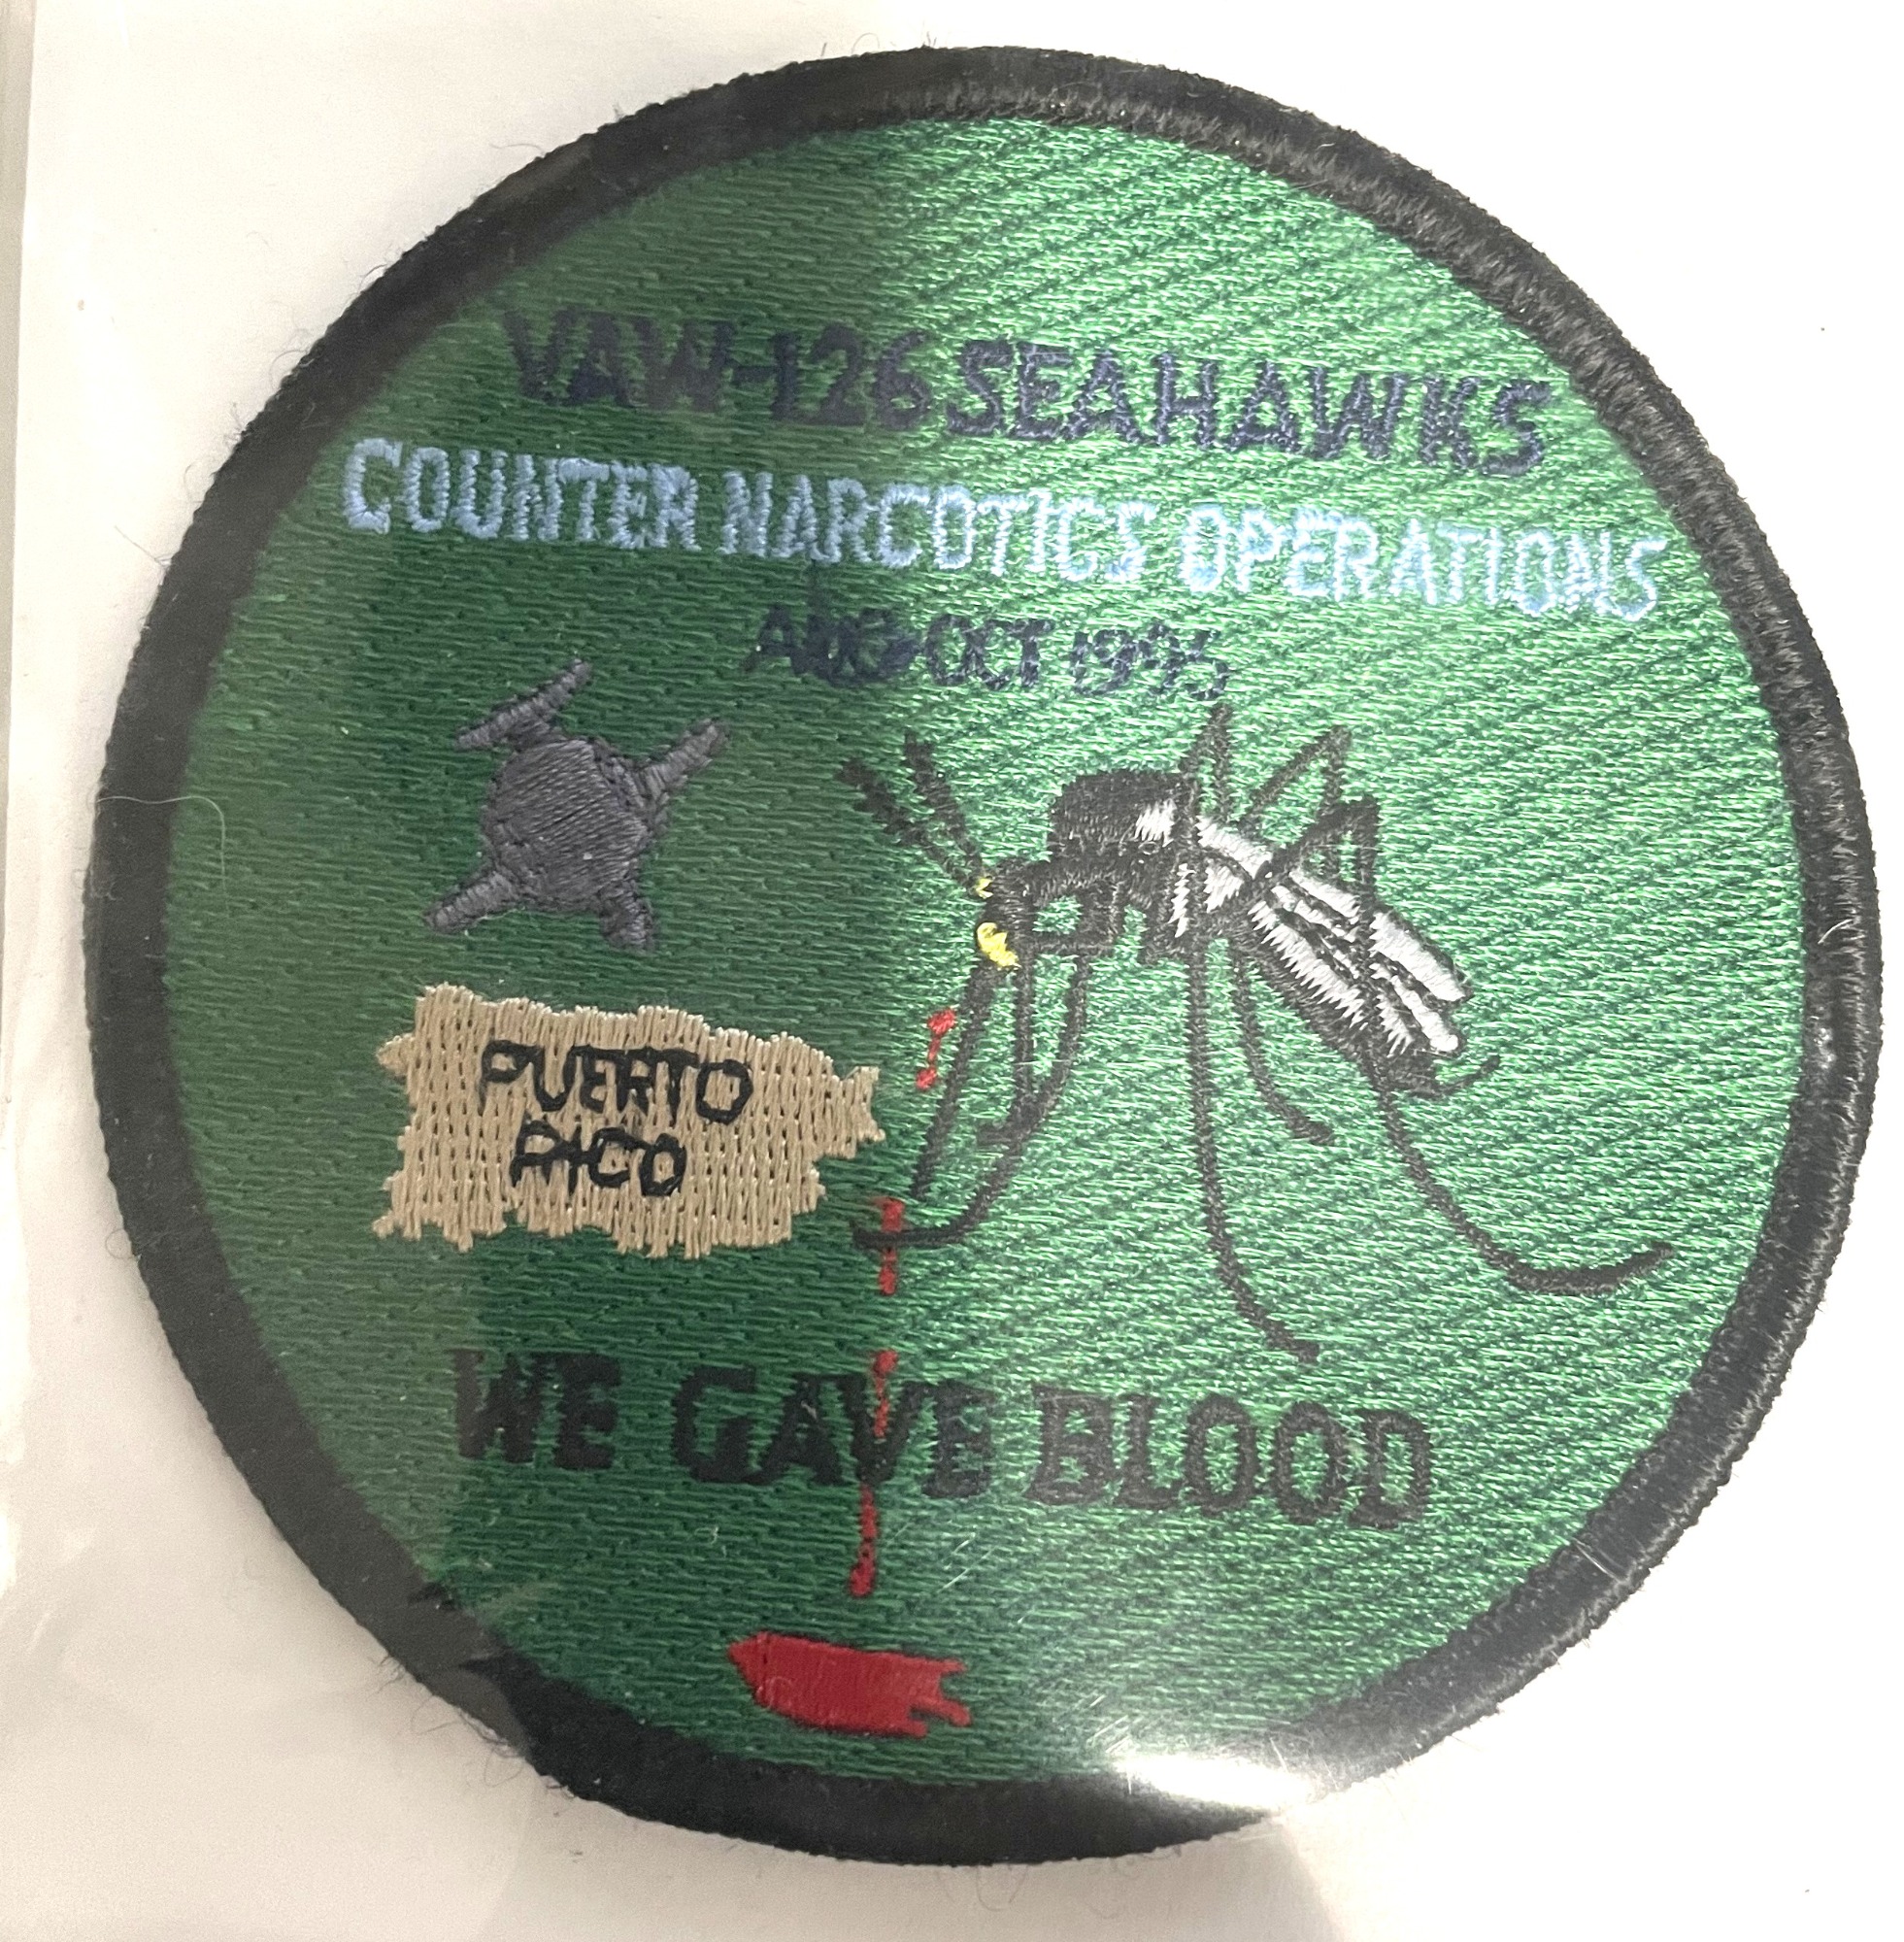 VAW-126 SEAHAWKS
COUNTER NARCOTICS OPERATIONS
AUG-OCT 1995
PUERTO
RICO
WE GAVE BLOOD